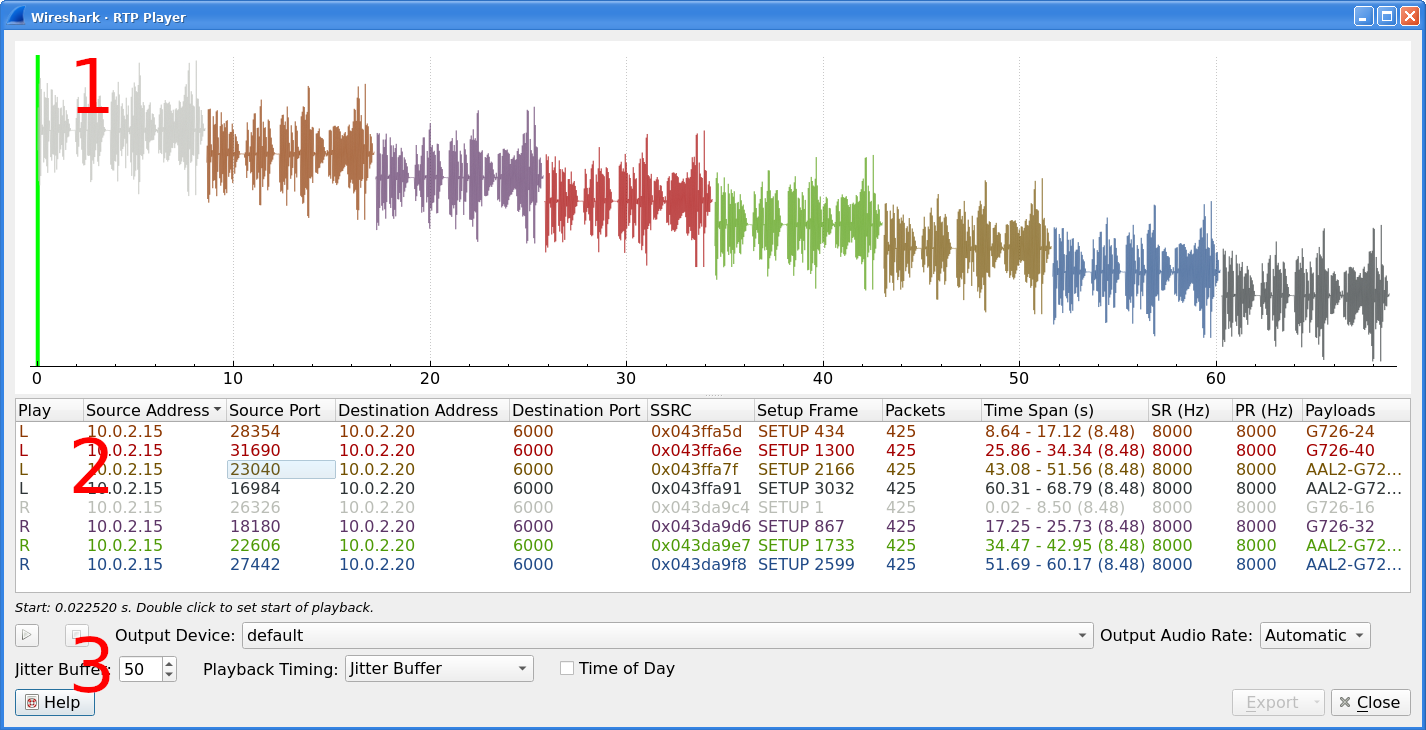 Wireshark · RTP Player
1
0 10 20 30 40 50 60
Play Source Address Source Port Destination Address Destination Port SSRC Setup Frame Packets Time Span (s) SR (Hz) PR (Hz) Payloads
L 10.0.2.15 28354 10.0.2.20 6000 0x043ffa5d SETUP 434 425 8.64 - 17.12 (8.48) 8000 8000 G726-24
L 10.0.2.15 31690 10.0.2.20 6000 0x043ffa6e SETUP 1300 425 25.86 - 34.34 (8.48) 8000 8000 G726-40
L 10.0.2.15 23040 10.0.2.20 6000 0x043ffa7f SETUP 2166 425 43.08 - 51.56 (8.48) 8000 8000 AAL2-G72...
2
L 10.0.2.15 16984 10.0.2.20 6000 0x043ffa91 SETUP 3032 425 60.31 - 68.79 (8.48) 8000 8000 AAL2-G72...
R 10.0.2.15 26326 10.0.2.20 6000 0x043da9c4 SETUP 1 425 0.02 - 8.50 (8.48) 8000 8000 G726-16
R 10.0.2.15 18180 10.0.2.20 6000 0x043da9d6 SETUP 867 425 17.25 - 25.73 (8.48) 8000 8000 G726-32
R 10.0.2.15 22606 10.0.2.20 6000 0x043da9e7 SETUP 1733 425 34.47 - 42.95 (8.48) 8000 8000 AAL2-G72...
R 10.0.2.15 27442 10.0.2.20 6000 0x043da9f8 SETUP 2599 425 51.69 - 60.17 (8.48) 8000 8000 AAL2-G72...
Start: 0.022520 s. Double click to set start of playback.
Output Device: default Output Audio Rate: Automatic
3
Jitter Buffer: 50 Playback Timing: Jitter Buffer Time of Day
Help Export Close